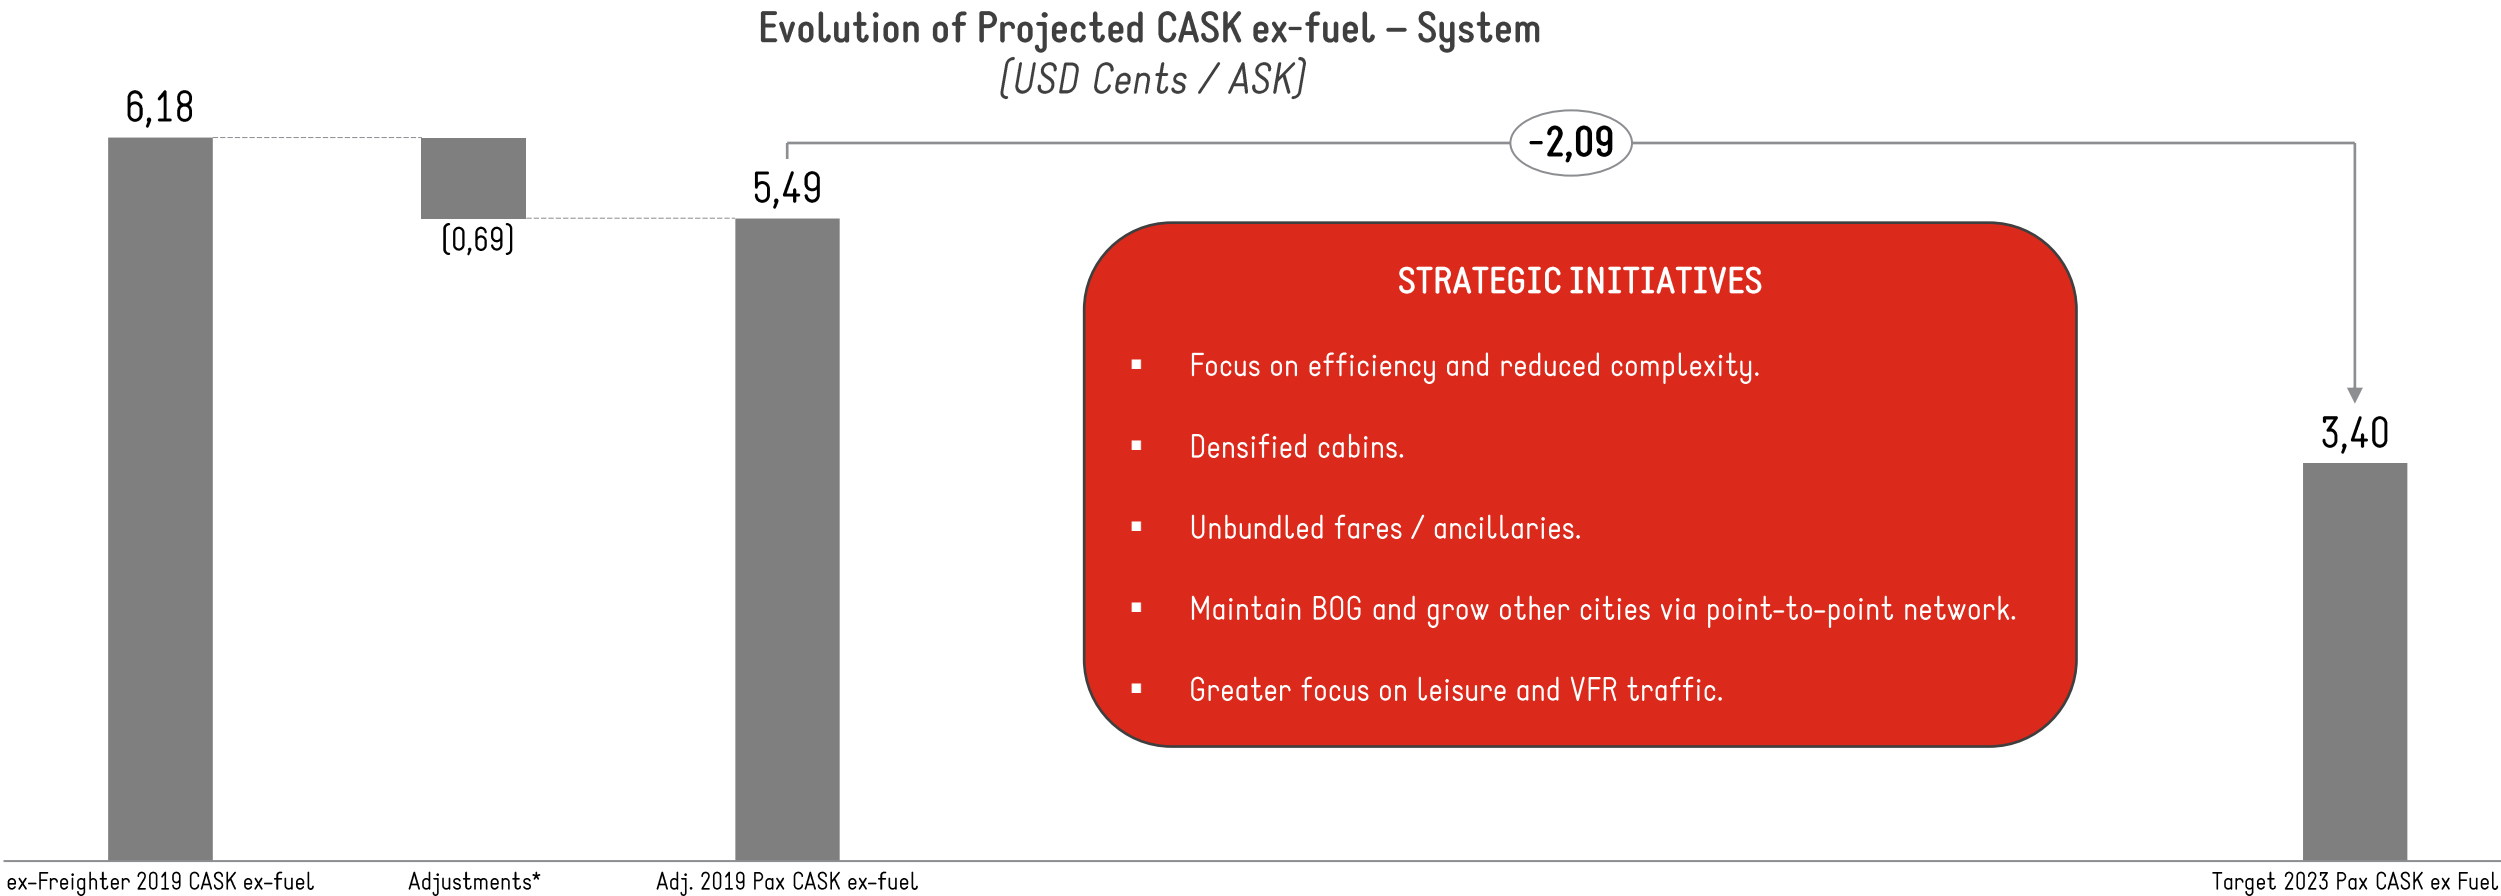 Evolution of Projected CASK ex-fuel – System
(USD Cents / ASK)
6,18
-2,09
5,49
(0,69)
STRATEGIC INITIATIVES
▪ Focus on efficiency and reduced complexity.
3,40
▪ Densified cabins.
▪ Unbundled fares / ancillaries.
▪ Maintain BOG and grow other cities via point-to-point network.
▪ Greater focus on leisure and VFR traffic.
ex-Freighter 2019 CASK ex-fuel
Adjustments*
Adj. 2019 Pax CASK ex-fuel
Target 2023 Pax CASK ex Fuel